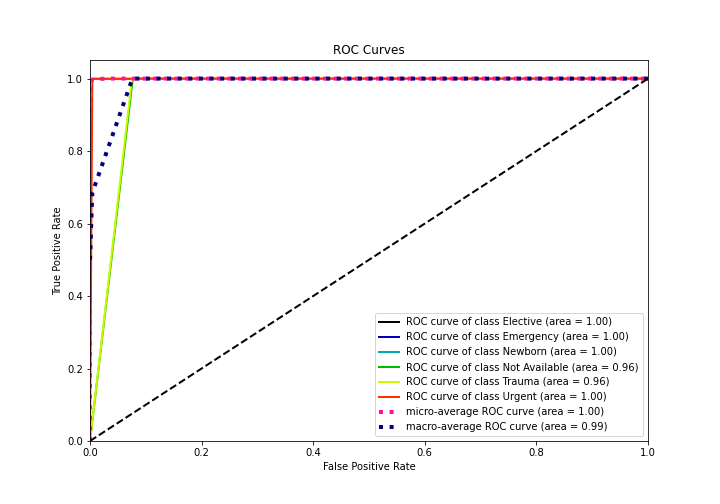 ROC Curves
True Positive Rate
1.0
0.8
0.6
0.4
0.2
0.0
0.0
0.2
0.4
0.6
0.8
1.0
False Positive Rate
ROC curve of class Elective (area = 1.00)
ROC curve of class Emergency (area = 1.00)
ROC curve of class Newborn (area = 1.00)
ROC curve of class Not Available (area = 0.96)
ROC curve of class Trauma (area = 0.96)
ROC curve of class Urgent (area = 1.00)
micro-average ROC curve (area = 1.00)
macro-average ROC curve (area = 0.99)